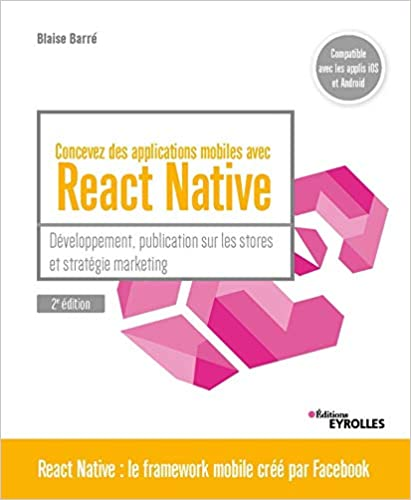 Blaise Barré
Compatible
avec les applis iOS
et Android
Concevez des applications mobiles avec
React Native
Développement, publication sur les stores
et stratégie marketing
2e édition
Éditions
EYROLLES
React Native : le framework mobile créé par Facebook